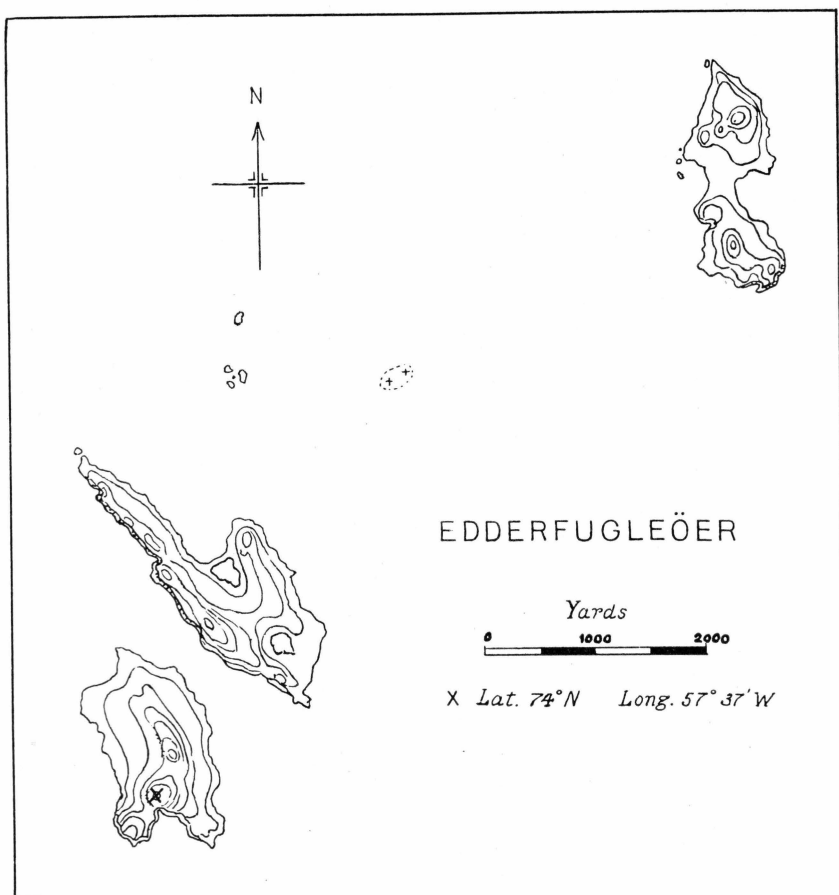 N
EDDERFUGLEÖER
Yards
0 1000 2000
X Lat. 74°N Long. 57°37'W